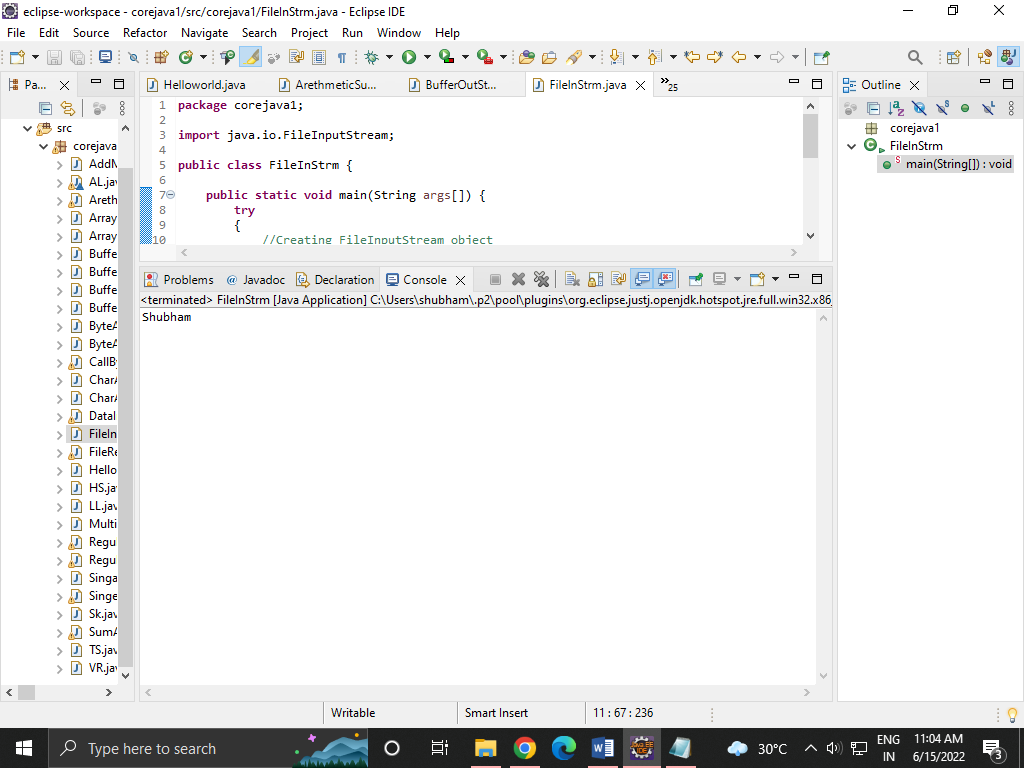 eclipse-workspace - corejava1/src/corejava1/FileInStrm.java - Eclipse IDE
File Edit Source Refactor Navigate Search Project Run Window Help
Pa...
Helloworld.java
ArethmeticSu...
BufferOutSt...
FileInStrm.java
»25
Outline
src
corejava
AddM
AL.jav
Areth
Array
Array
Buffe
Buffe
Buffe
Buffe
ByteA
ByteA
CallBy
CharA
CharA
DataI
FileIn
FileRe
Hello
HS.jav
LL.jav
Multi
Regu
Regu
Singa
Singe
Sk.jav
SumA
TS.jav
VR.jav
1 package corejava1;
2
3 import java.io.FileInputStream;
4
5 public class FileInStrm {
6
7 public static void main(String args[]) {
8 try
9 {
10 //Creating FileInputStream object
corejava1
FileInStrm
main(String[]) : void
Problems @ Javadoc Declaration Console
<terminated> FileInStrm [Java Application] C:\Users\shubham\.p2\pool\plugins\org.eclipse.justj.openjdk.hotspot.jre.full.win32.x86_
Shubham
Writable Smart Insert 11 : 67 : 236
Type here to search
30°C
ENG
IN
11:04 AM
6/15/2022
3